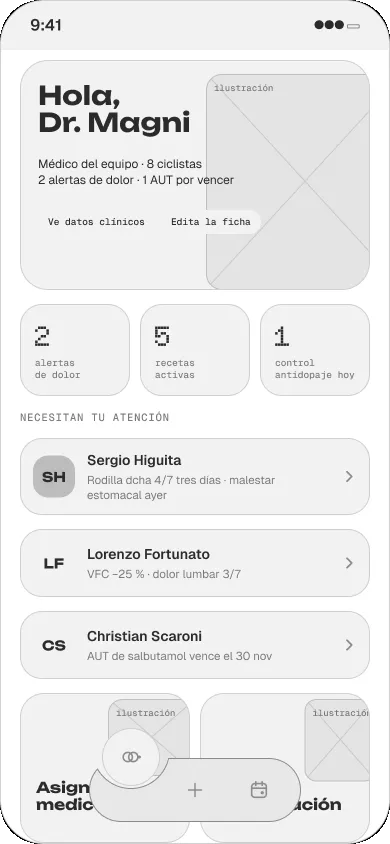 9:41
ilustración
Hola,
Dr. Magni
Médico del equipo · 8 ciclistas
2 alertas de dolor · 1 AUT por vencer
Ve datos clínicos
Edita la ficha
2
alertas
de dolor
5
recetas
activas
1
control
antidopaje hoy
NECESITAN TU ATENCIÓN
SH
Sergio Higuita
Rodilla dcha 4/7 tres días · malestar
estomacal ayer
LF
Lorenzo Fortunato
VFC −25 % · dolor lumbar 3/7
CS
Christian Scaroni
AUT de salbutamol vence el 30 nov
ilustración
ilustración
Asign
medic
ación